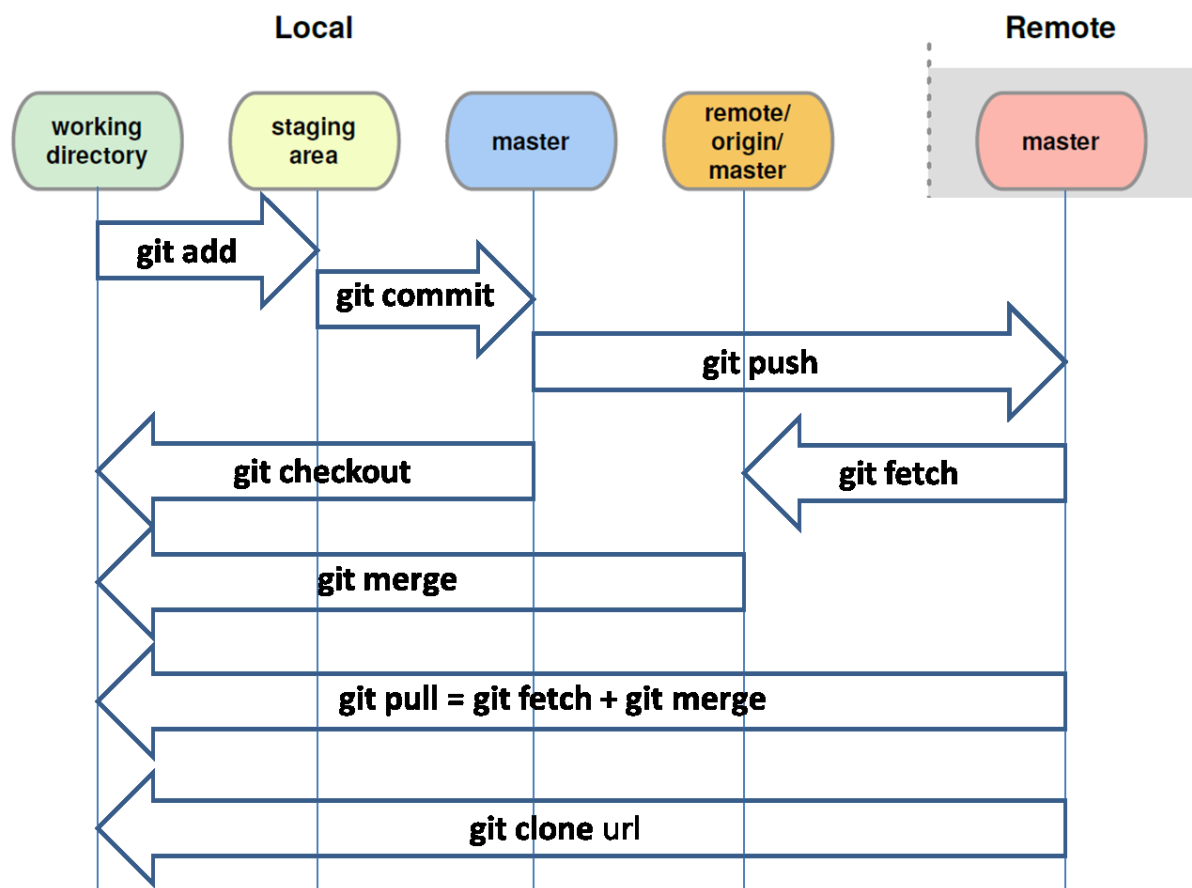 Local
Remote
working
directory
staging
area
master
remote/
origin/
master
master
git add
git commit
git push
git checkout
git fetch
git merge
git pull = git fetch + git merge
git clone url